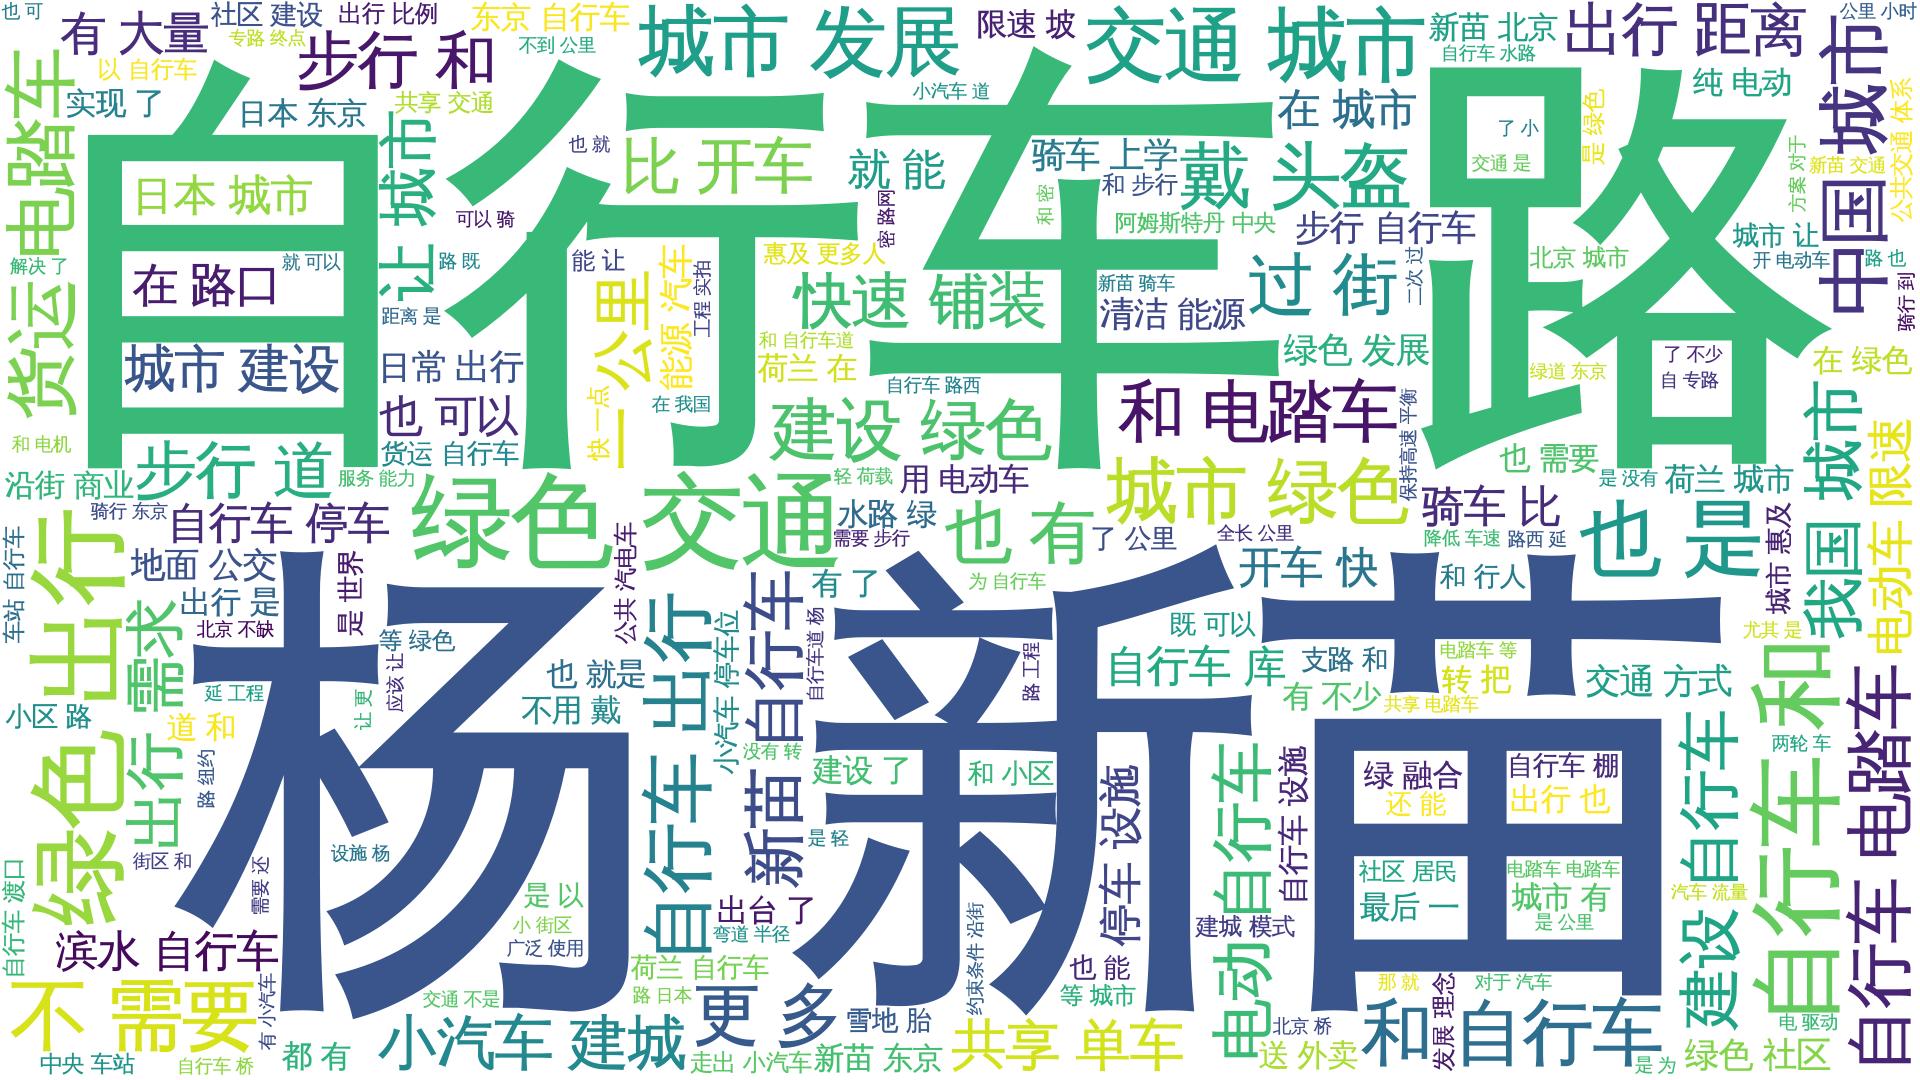 也 可
社区 建设
出行 比例
东京 自行车
城市 发展
限速 坡
交通 城市
新苗 北京
出行 距离
公里 小时
有 大量
专路 终点
步行 和
不到 公里
自行车 水路
中国 城市
以 自行车
自行车 路
小汽车 道
纯 电动
实现 了
日本 东京
共享 交通
在 城市
是 绿色
公共交通 体系
货运 电踏车
让 城市
也 就
比 开车
就 能
骑车 上学
戴 头盔
了 小
交通 是
方案 对于
新苗 交通
日本 城市
可以 骑
密 路网
和 密
和 步行
阿姆斯特丹 中央
步行 自行车
城市 让
解决 了
在 路口
就 可以
路 既
能 让
惠及 更多人
北京 城市
开 电动车
路 也
一 公里
能源 汽车
工程 实拍
快速 铺装
新苗 骑车
清洁 能源
过 街
二次 过
骑行 到
距离 是
城市 建设
日常 出行
和 自行车道
荷兰 在
绿色 发展
了 不少
自 专路
绿道 东京
在 绿色
自行车 路西
在 我国
也 可以
快 一点
建设 绿色
和 电踏车
保持高速 平衡
我国 城市
电动车 限速
和 电机
步行 道
货运 自行车
也 需要
沿街 商业
服务 能力
绿色 交通
轻 荷载
用 电动车
城市 绿色
是 没有
荷兰 城市
骑行 东京
自行车 停车
水路 绿
需要 步行
也 有
了 公里
全长 公里
骑车 比
降低 车速
路西 延
也 是
城市 惠及
车站 自行车
绿色 出行
地面 公交
出行 需求
出行 是
是 世界
公共 汽电车
有 了
为 自行车
开车 快
和 行人
北京 不缺
等 绿色
杨 新苗
自行车 出行
小汽车 停车位
新苗 自行车
自行车道 杨
路 工程
既 可以
尤其 是
应该 让
也 就是
自行车 库
支路 和
电踏车 等
转 把
交通 方式
自行车 和
自行车 电踏车
延 工程
让 更
不用 戴
有 不少
共享 电踏车
小区 路
道 和
路 纽约
没有 转
建设 了
和 小区
停车 设施
电动 自行车
自行车 设施
绿 融合
自行车 棚
还 能
出行 也
建设 自行车
两轮 车
街区 和
需要 还
设施 杨
是 轻
社区 居民
电踏车 电踏车
最后 一
城市 有
是 公里
汽车 流量
自行车 渡口
是 以
小 街区
广泛 使用
出台 了
弯道 半径
约束条件 沿街
建城 模式
滨水 自行车
有 小汽车
荷兰 自行车
也 能
那 就
发展 理念
对于 汽车
不 需要
交通 不是
路 日本
更 多
雪地 胎
等 城市
北京 桥
和 自行车
电 驱动
中央 车站
自行车 桥
都 有
小汽车 建城
走出 小汽车
新苗 东京
共享 单车
送 外卖
是 为
绿色 社区